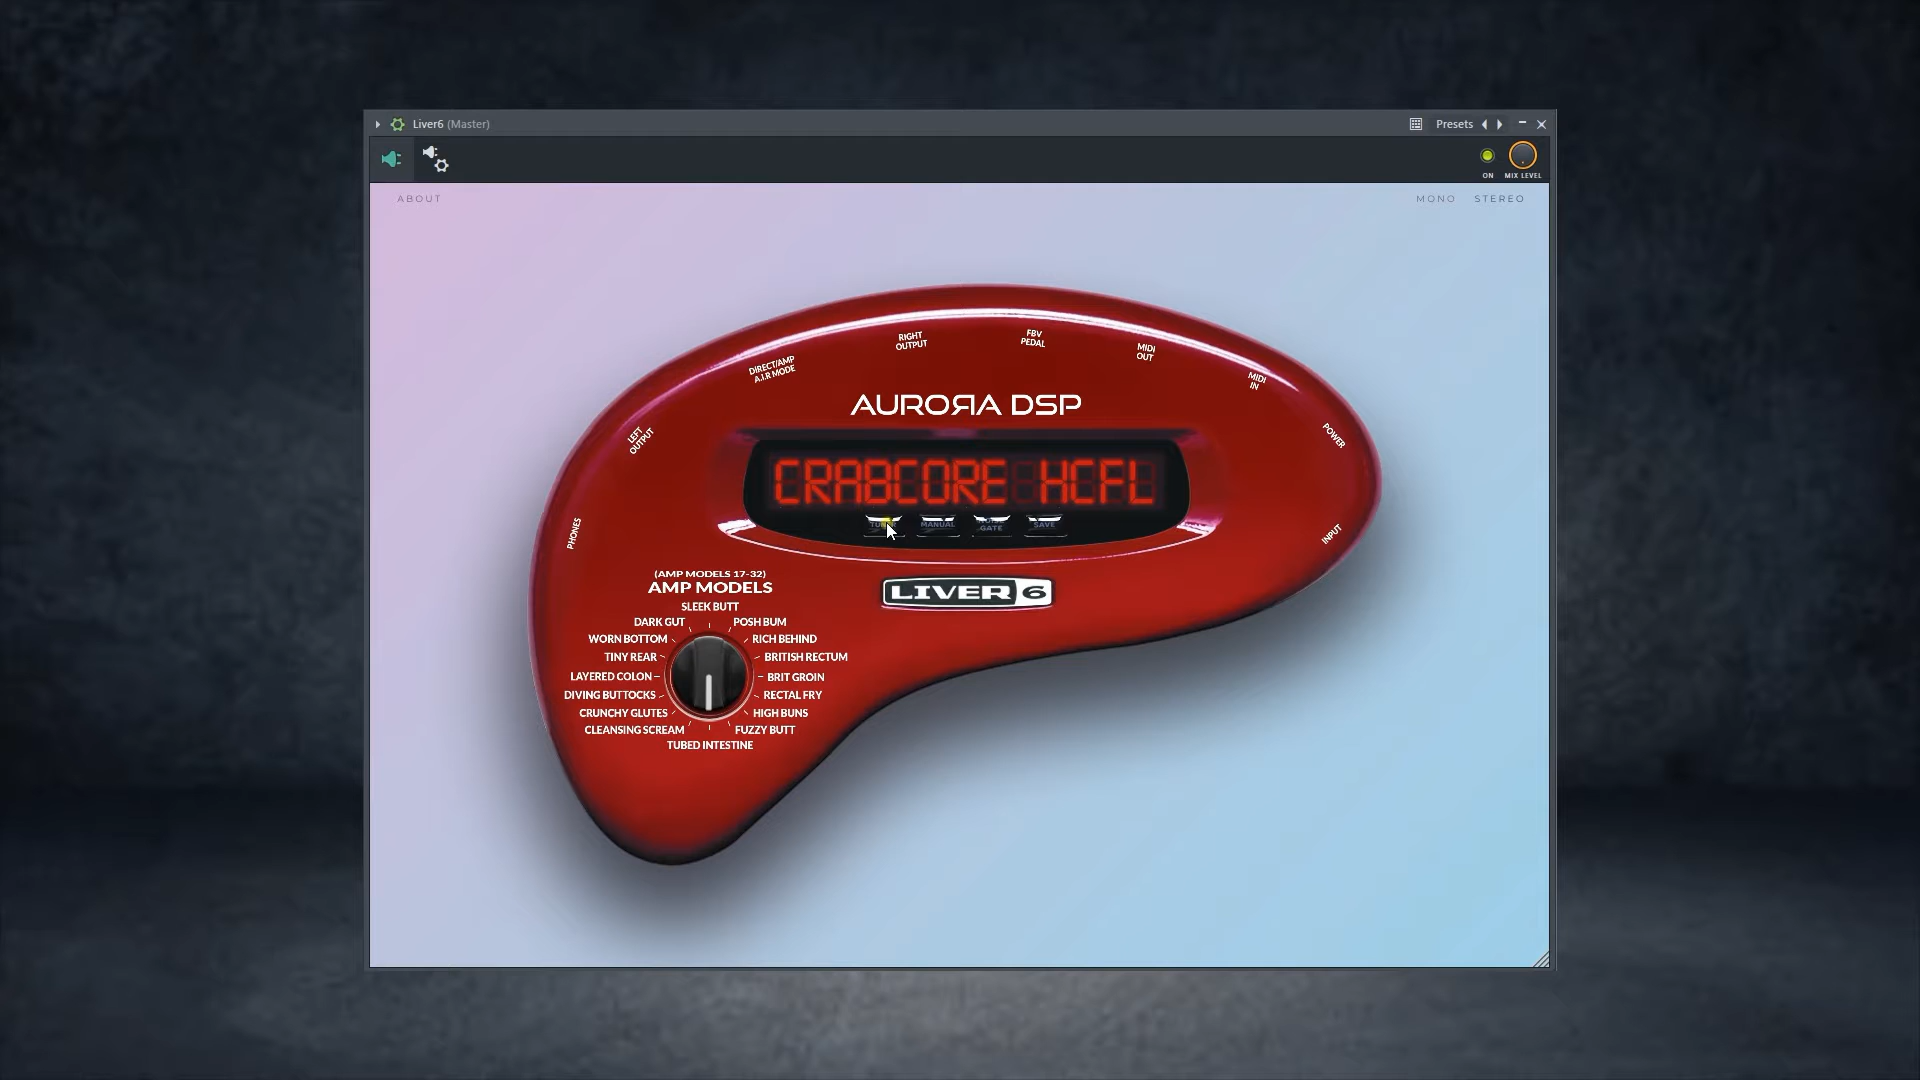 Liver6 (Master)
Presets
ON
MIX LEVEL
ABOUT
MONO STEREO
DIRECT/AMP
A.I.R MODE
RIGHT
OUTPUT
FBV
PEDAL
MIDI
OUT
MIDI
IN
LEFT
OUTPUT
POWER
PHONES
INPUT
AUROЯA DSP
CRABCORE HCFL
MANUAL
GATE
SAVE
LIVER 6
(AMP MODELS 17-32)
AMP MODELS
SLEEK BUTT
DARK GUT
POSH BUM
WORN BOTTOM
RICH BEHIND
TINY REAR
BRITISH RECTUM
LAYERED COLON
BRIT GROIN
DIVING BUTTOCKS
RECTAL FRY
CRUNCHY GLUTES
HIGH BUNS
CLEANSING SCREAM
FUZZY BUTT
TUBED INTESTINE